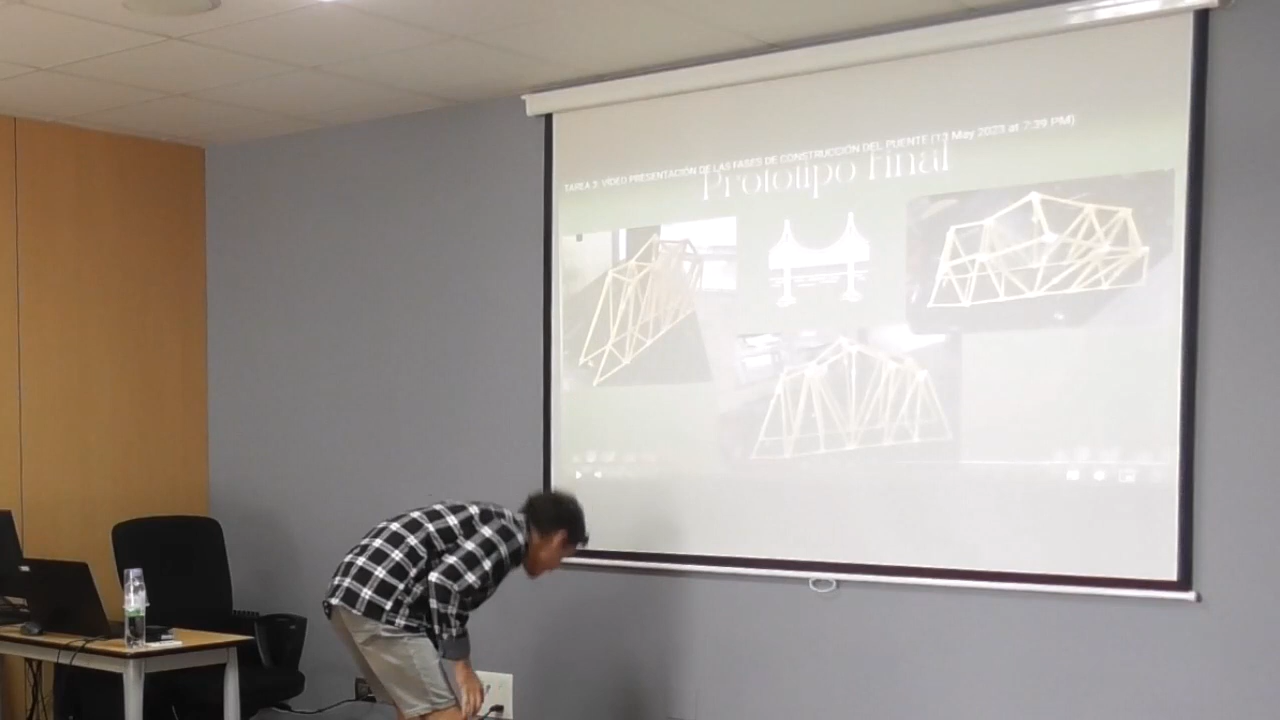 TAREA 3: VÍDEO PRESENTACIÓN DE LAS FASES DE CONSTRUCCIÓN DEL PUENTE (13 May 2023 at 7:39 PM)
Prototipo Final